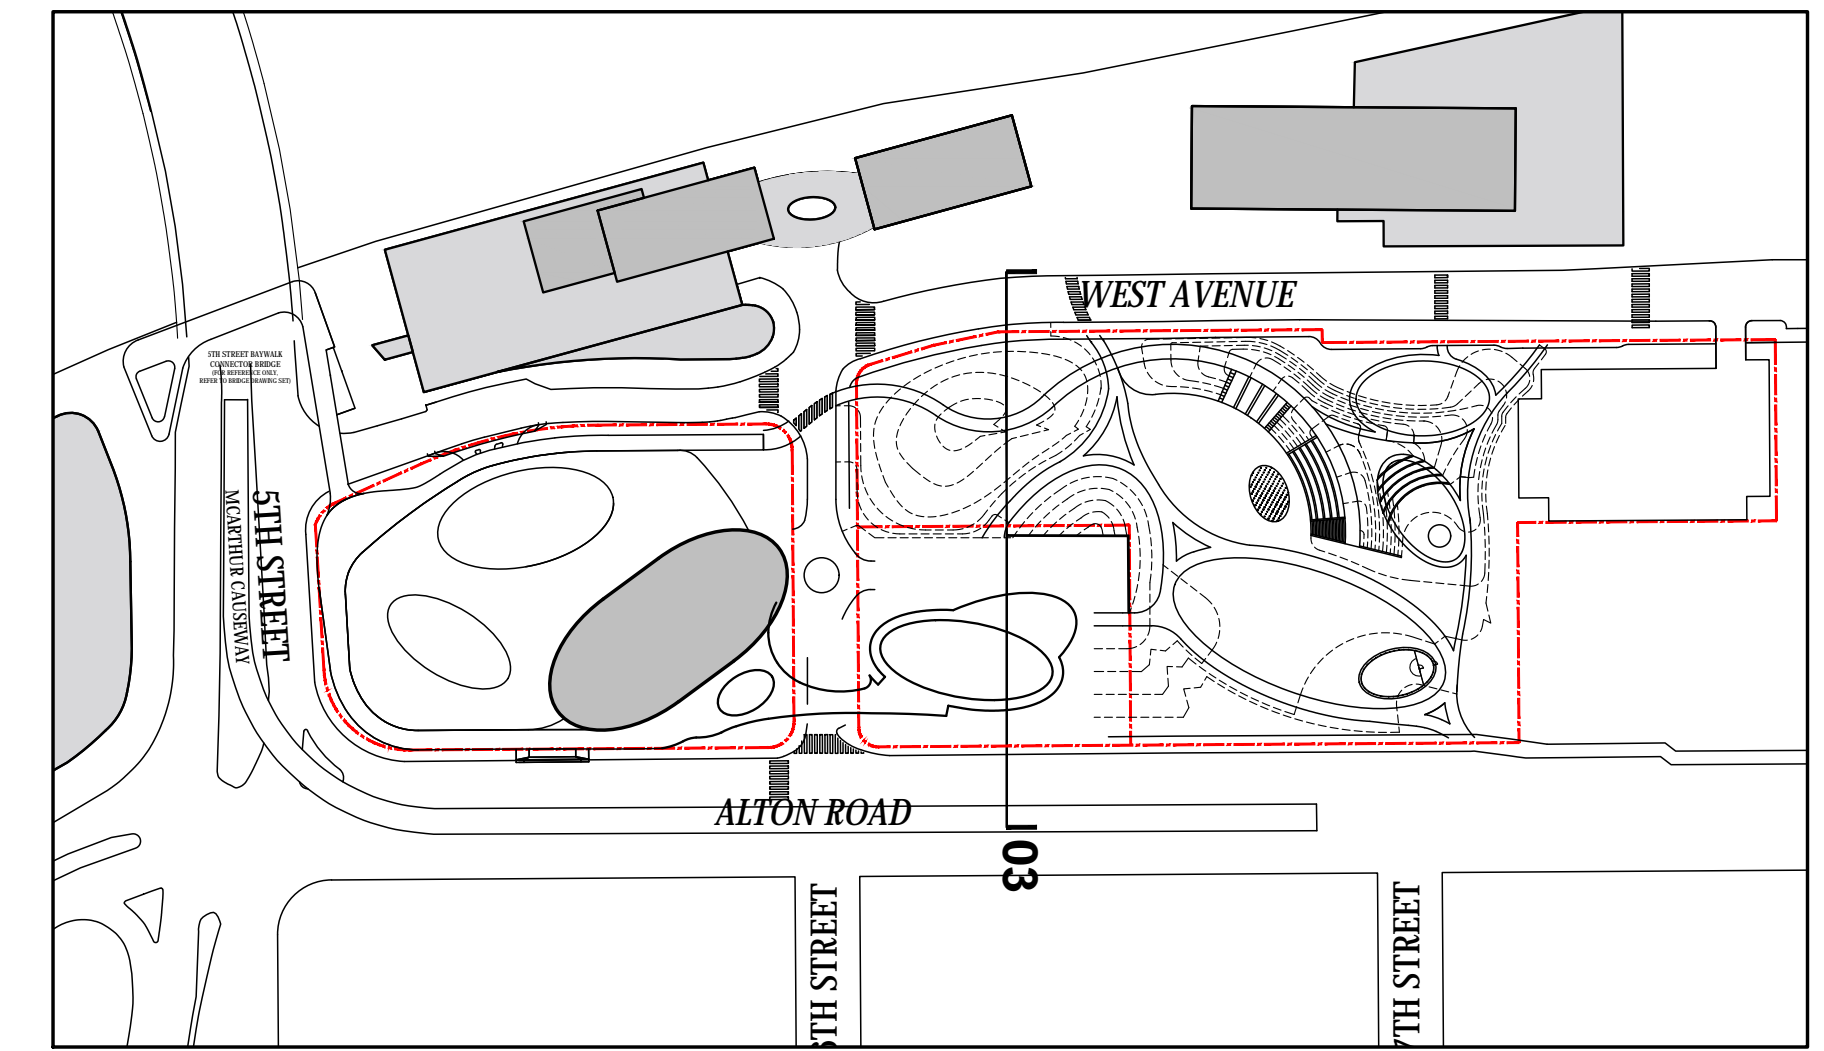 WEST AVENUE
5TH STREET BAYWALK
CONNECTOR BRIDGE
(FOR REFERENCE ONLY,
REFER TO BRIDGE DRAWING SET)
5TH STREET
MCARTHUR CAUSEWAY
ALTON ROAD
03
6TH STREET
7TH STREET